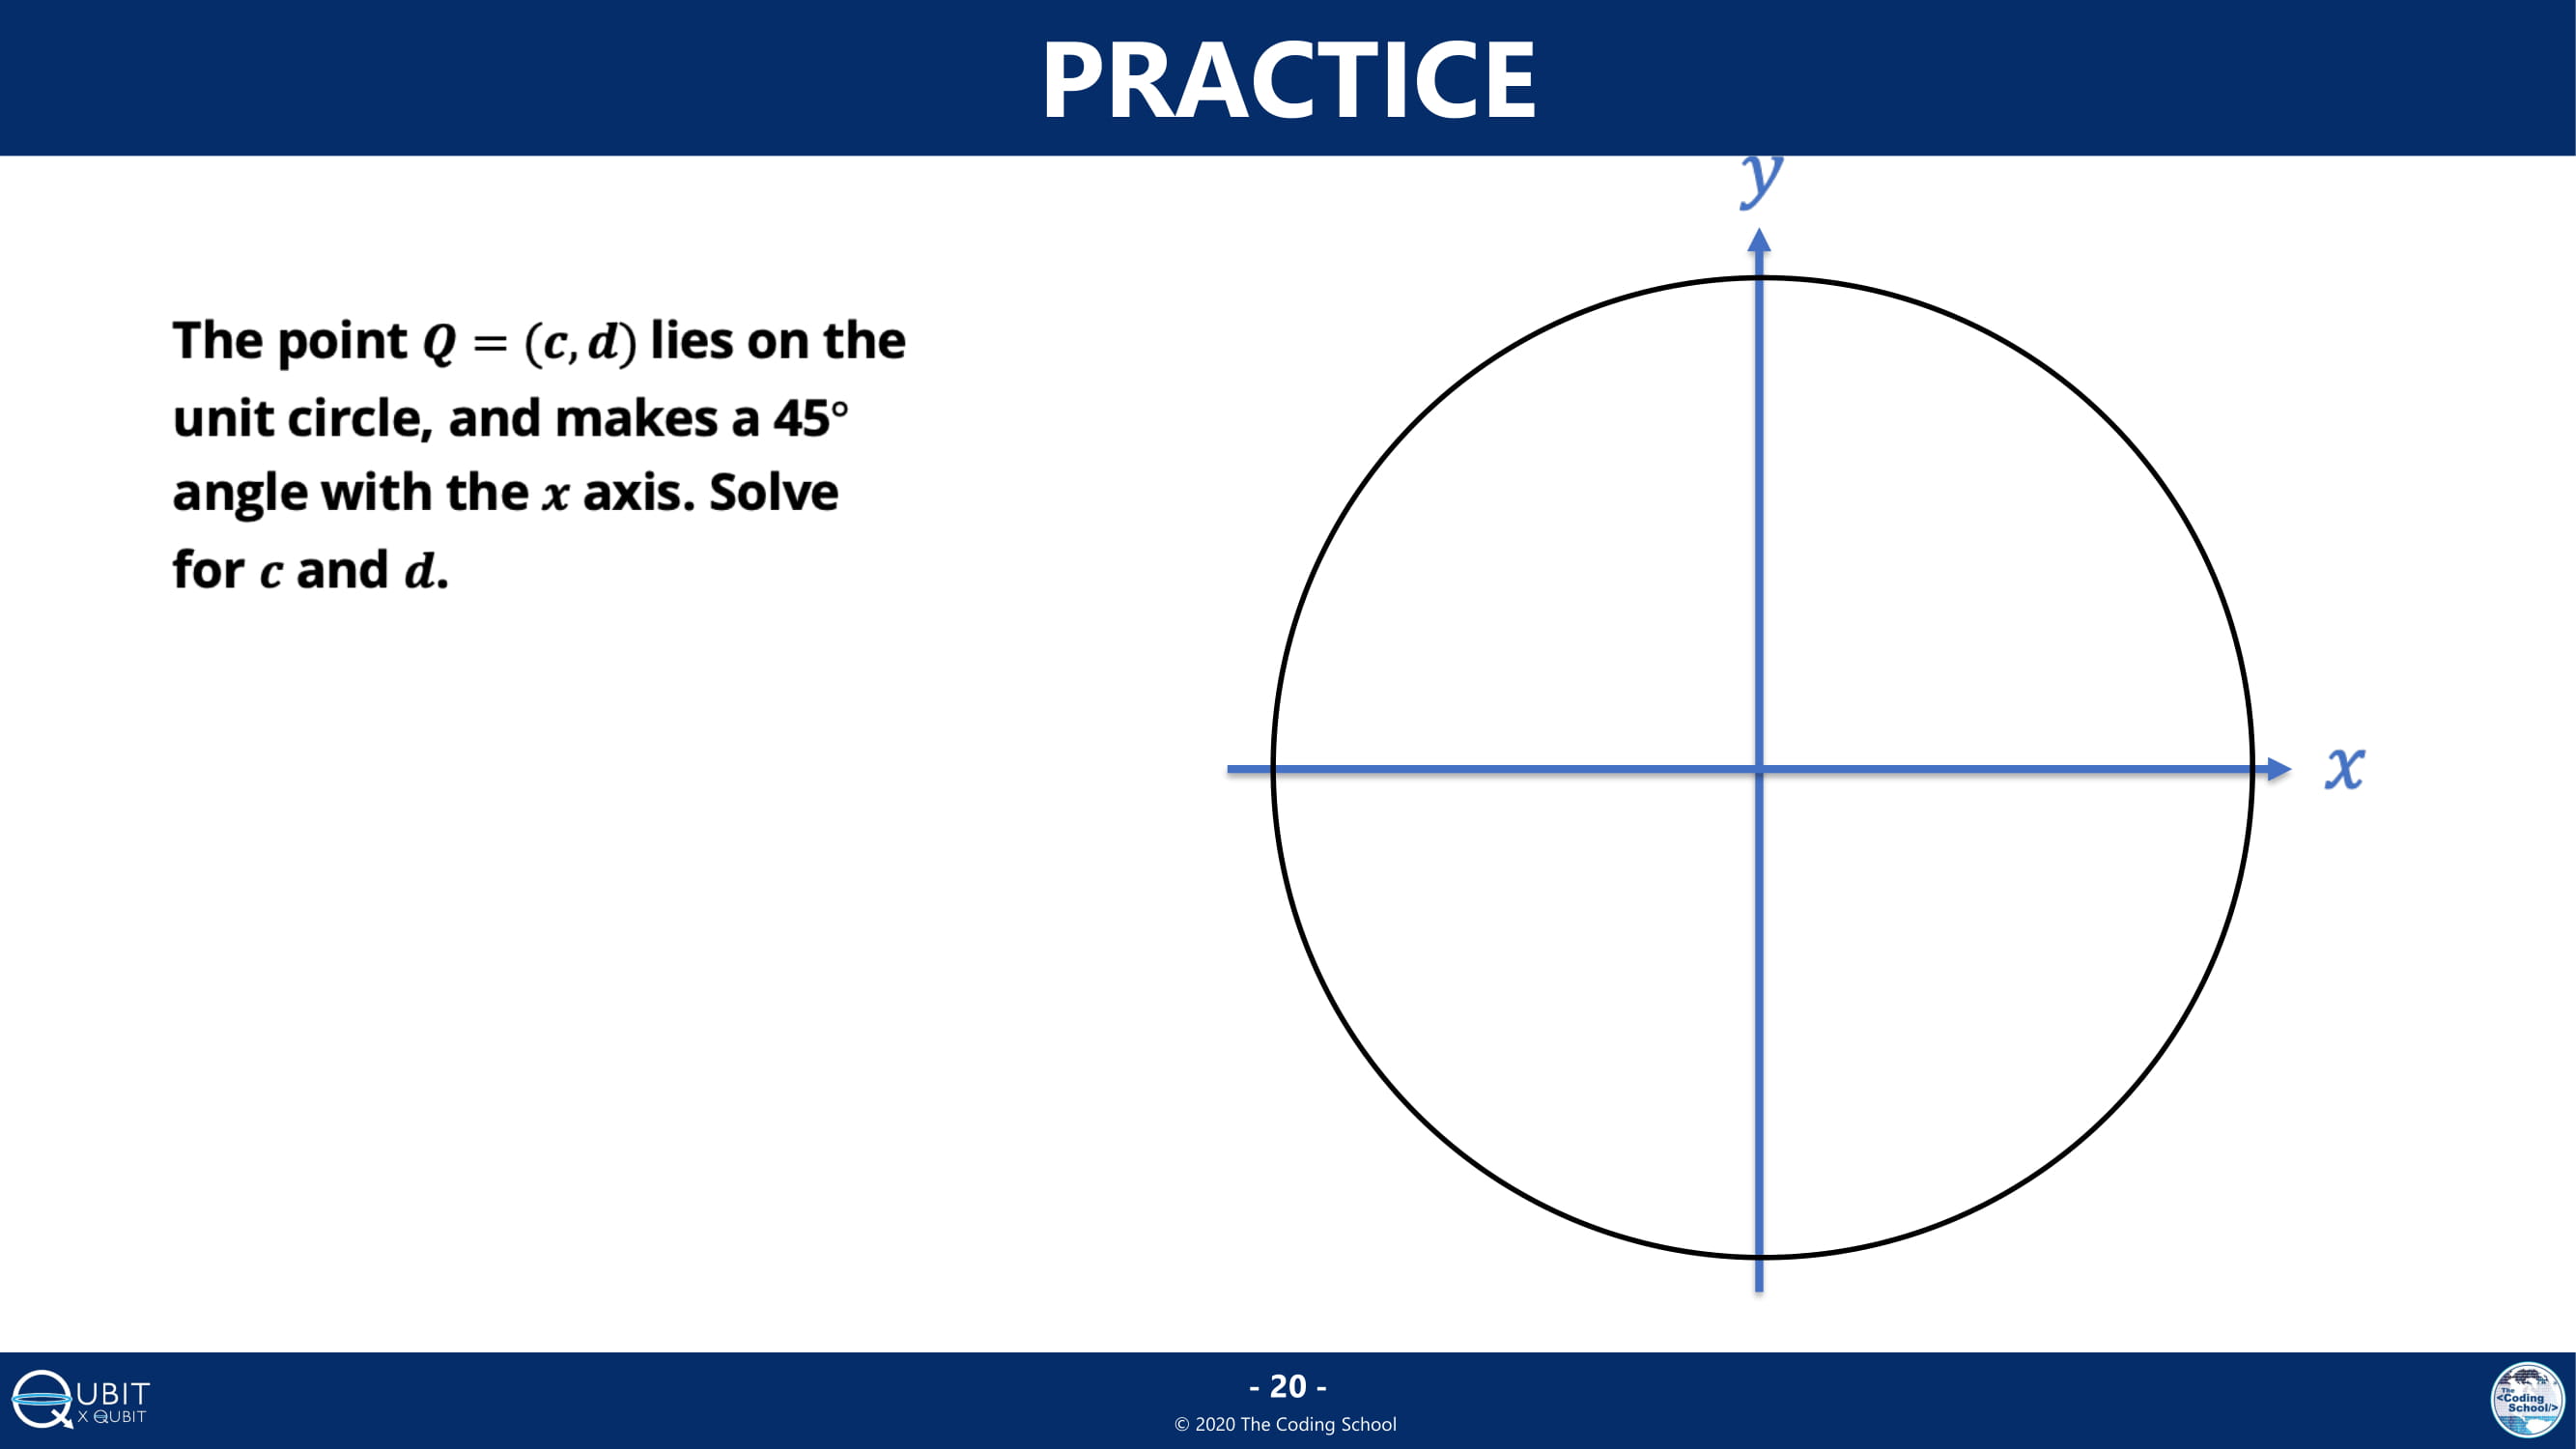 PRACTICE
y
The point Q = (c, d) lies on the
unit circle, and makes a 45°
angle with the x axis. Solve
for c and d.
x
QUBIT
X QUBIT
- 20 -
© 2020 The Coding School
The
<Coding
School/>